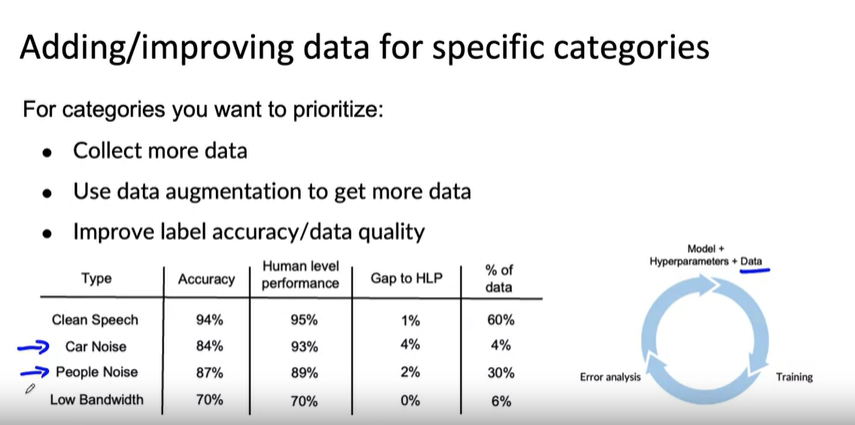 Adding/improving data for specific categories
For categories you want to prioritize:
• Collect more data
• Use data augmentation to get more data
• Improve label accuracy/data quality
Type Accuracy Human level performance Gap to HLP % of data
Clean Speech 94% 95% 1% 60%
Car Noise 84% 93% 4% 4%
People Noise 87% 89% 2% 30%
Low Bandwidth 70% 70% 0% 6%
Model +
Hyperparameters + Data
Error analysis
Training